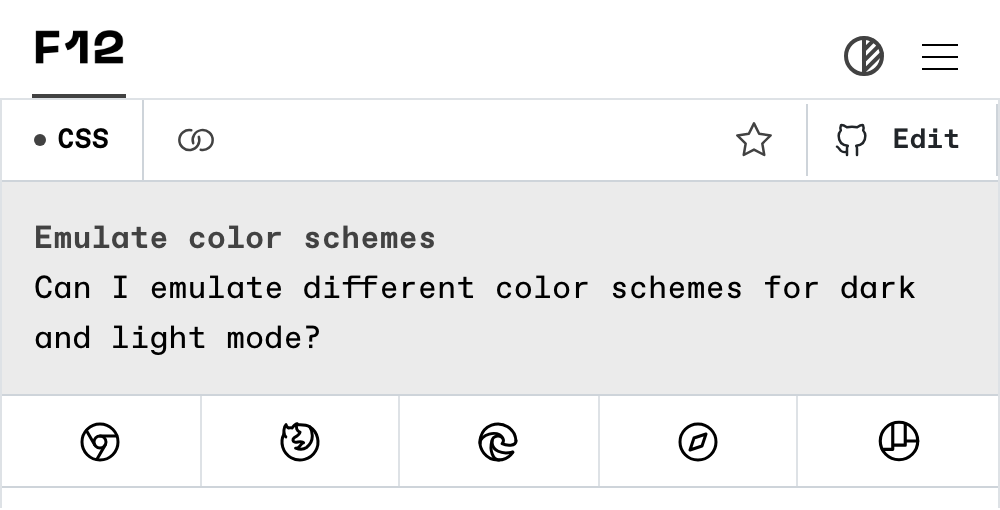 F12
CSS
Edit
Emulate color schemes
Can I emulate different color schemes for dark
and light mode?